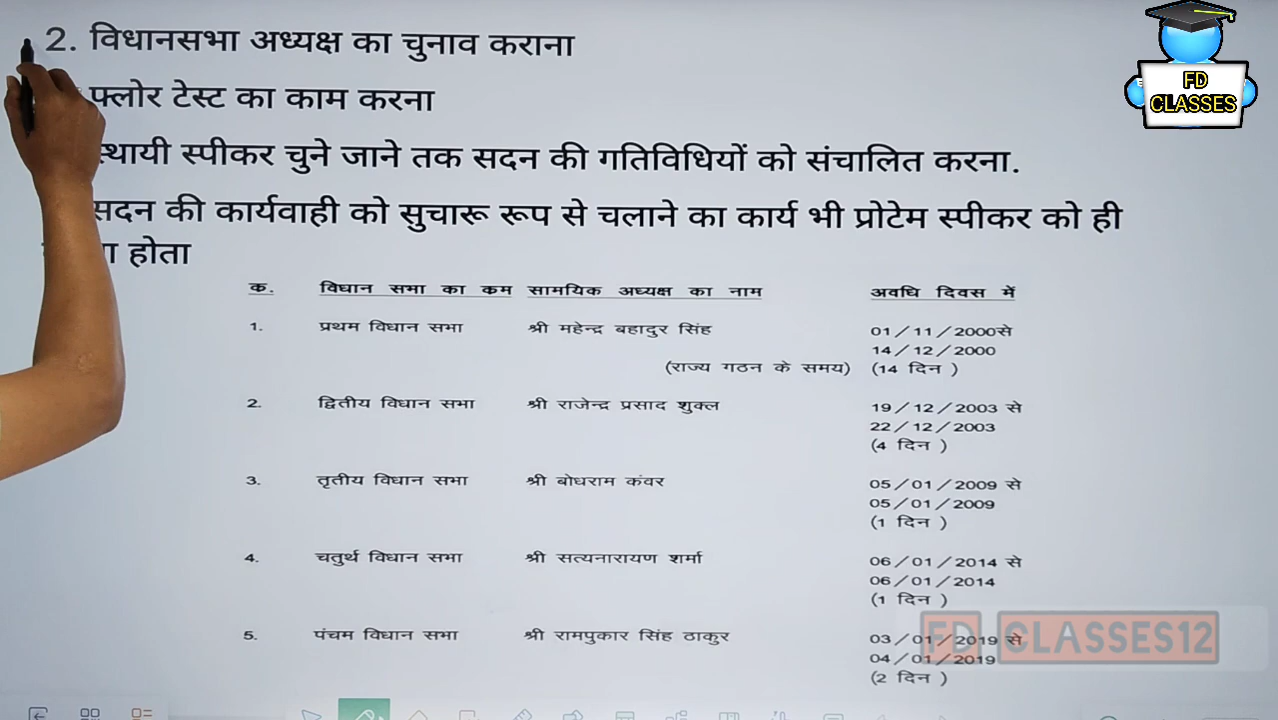 2. विधानसभा अध्यक्ष का चुनाव कराना
फ्लोर टेस्ट का काम करना
स्थायी स्पीकर चुने जाने तक सदन की गतिविधियों को संचालित करना.
सदन की कार्यवाही को सुचारू रूप से चलाने का कार्य भी प्रोटेम स्पीकर को ही
होता
क. विधान सभा का कम सामयिक अध्यक्ष का नाम अवधि दिवस में
1. प्रथम विधान सभा श्री महेन्द्र बहादुर सिंह 01/11/2000से
14/12/2000
(राज्य गठन के समय) (14 दिन )
2. द्वितीय विधान सभा श्री राजेन्द्र प्रसाद शुक्ल 19/12/2003 से
22/12/2003
(4 दिन )
3. तृतीय विधान सभा श्री बोधराम कंवर 05/01/2009 से
05/01/2009
(1 दिन )
4. चतुर्थ विधान सभा श्री सत्यनारायण शर्मा 06/01/2014 से
06/01/2014
(1 दिन )
5. पंचम विधान सभा श्री रामपुकार सिंह ठाकुर 03/01/2019 से
04/01/2019
(2 दिन )
FD
CLASSES
FD CLASSES12